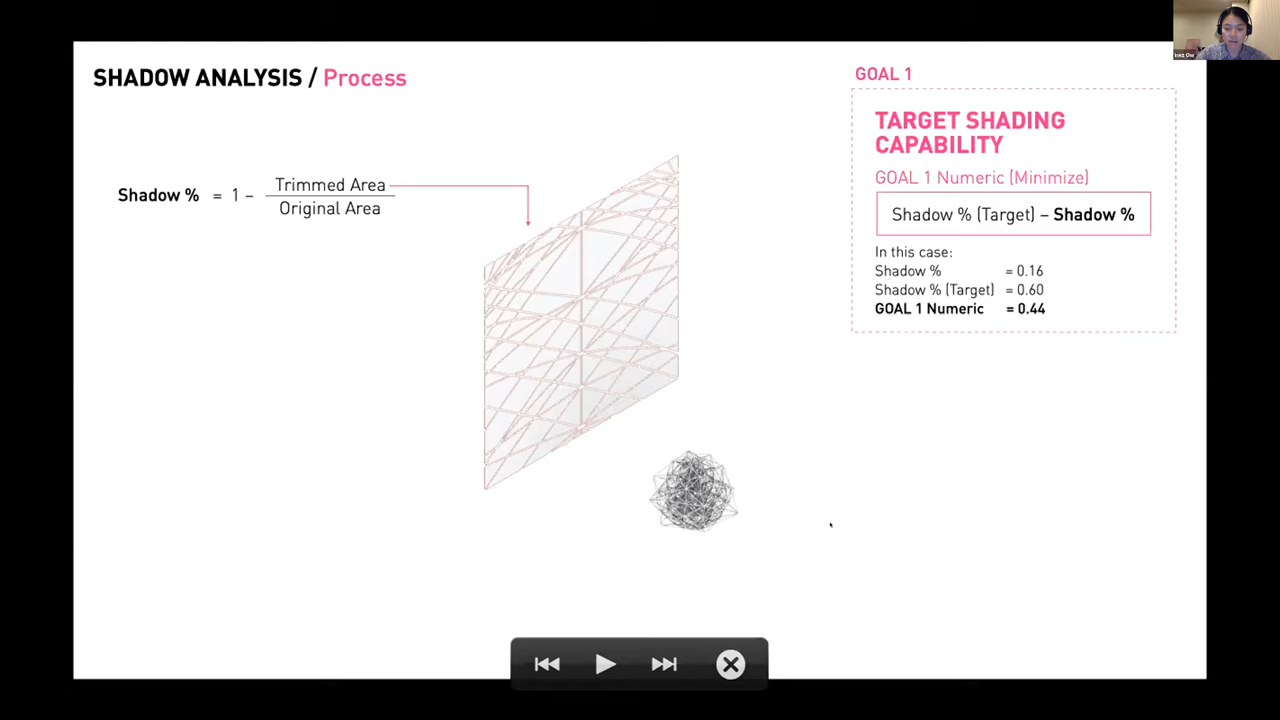 SHADOW ANALYSIS / Process
Shadow % = 1 – Trimmed Area
Original Area
GOAL 1
TARGET SHADING
CAPABILITY
GOAL 1 Numeric (Minimize)
Shadow % (Target) – Shadow %
In this case:
Shadow % = 0.16
Shadow % (Target) = 0.60
GOAL 1 Numeric = 0.44